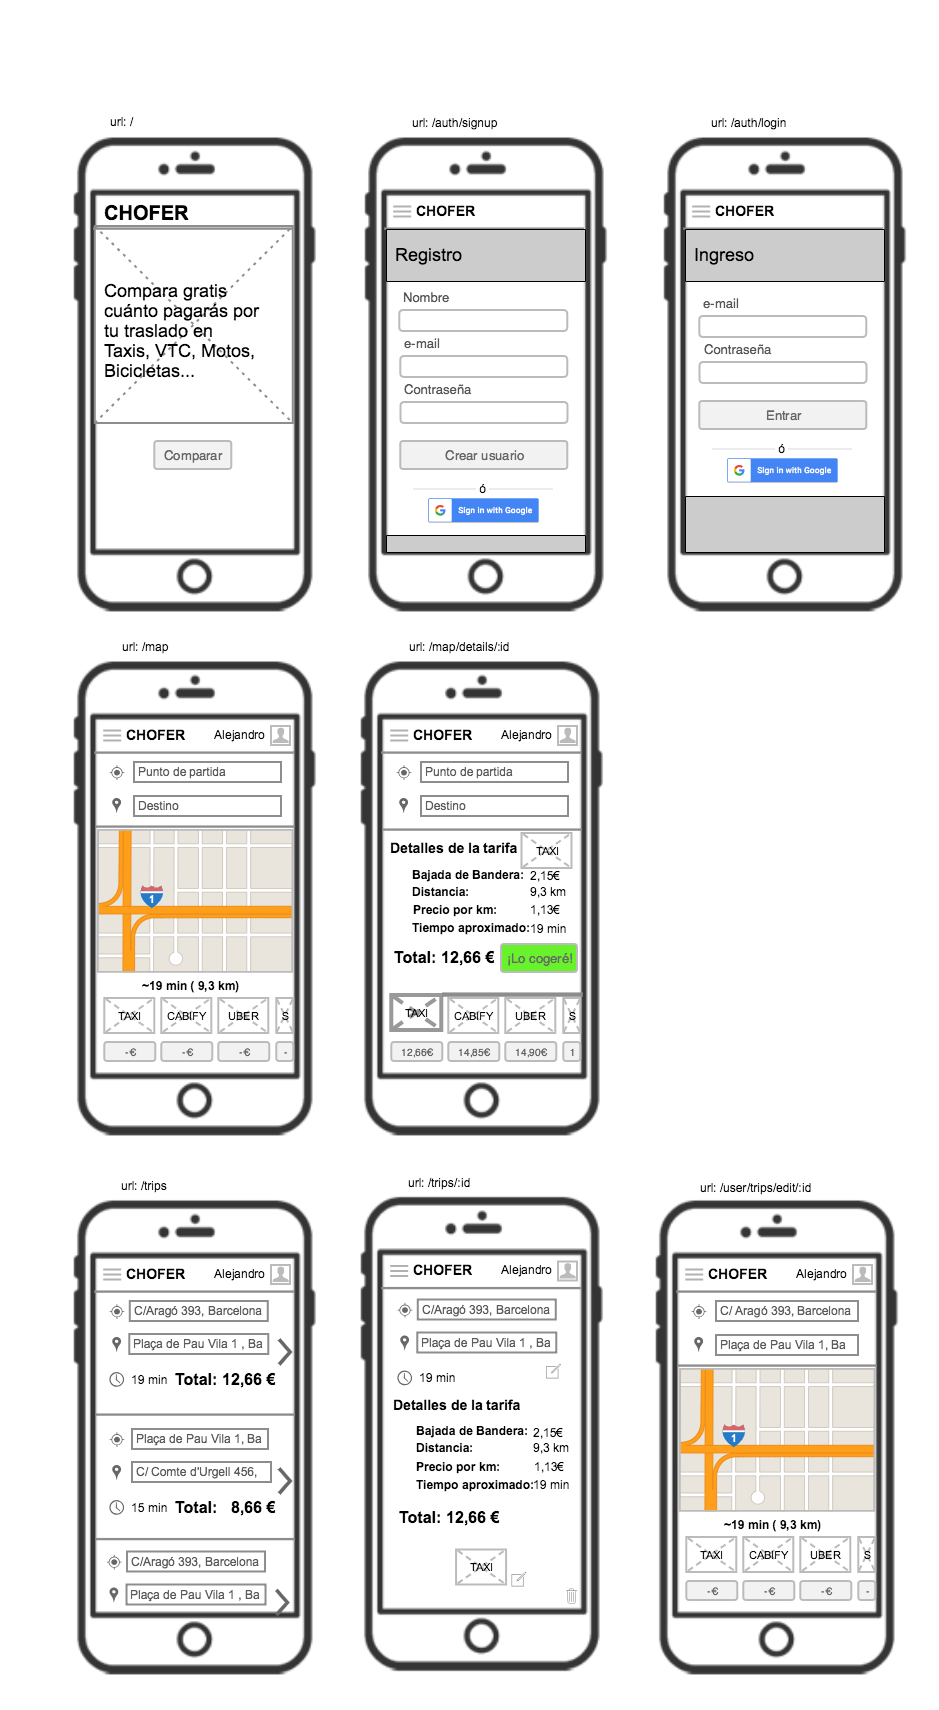 url: /
CHOFER
Compara gratis
cuánto pagarás por
tu traslado en
Taxis, VTC, Motos,
Bicicletas...
Comparar
url: /auth/signup
CHOFER
Registro
Nombre
e-mail
Contraseña
Crear usuario
ó
G Sign in with Google
url: /auth/login
CHOFER
Ingreso
e-mail
Contraseña
Entrar
ó
G Sign in with Google
url: /map
CHOFER Alejandro
Punto de partida
Destino
1
~19 min ( 9,3 km)
TAXI CABIFY UBER S
-€ -€ -€ -
url: /map/details/:id
CHOFER Alejandro
Punto de partida
Destino
Detalles de la tarifa TAXI
Bajada de Bandera: 2,15€
Distancia: 9,3 km
Precio por km: 1,13€
Tiempo aproximado: 19 min
Total: 12,66 € ¡Lo cogeré!
TAXI CABIFY UBER S
12,66€ 14,85€ 14,90€ 1
url: /trips
CHOFER Alejandro
C/Aragó 393, Barcelona
Plaça de Pau Vila 1 , Ba
19 min Total: 12,66 €
Plaça de Pau Vila 1, Ba
C/ Comte d'Urgell 456,
15 min Total: 8,66 €
C/Aragó 393, Barcelona
Plaça de Pau Vila 1 , Ba
url: /trips/:id
CHOFER Alejandro
C/Aragó 393, Barcelona
Plaça de Pau Vila 1 , Ba
19 min
Detalles de la tarifa
Bajada de Bandera: 2,15€
Distancia: 9,3 km
Precio por km: 1,13€
Tiempo aproximado: 19 min
Total: 12,66 €
TAXI
url: /user/trips/edit/:id
CHOFER Alejandro
C/ Aragó 393, Barcelona
Plaça de Pau Vila 1, Ba
1
~19 min ( 9,3 km)
TAXI CABIFY UBER S
-€ -€ -€ -